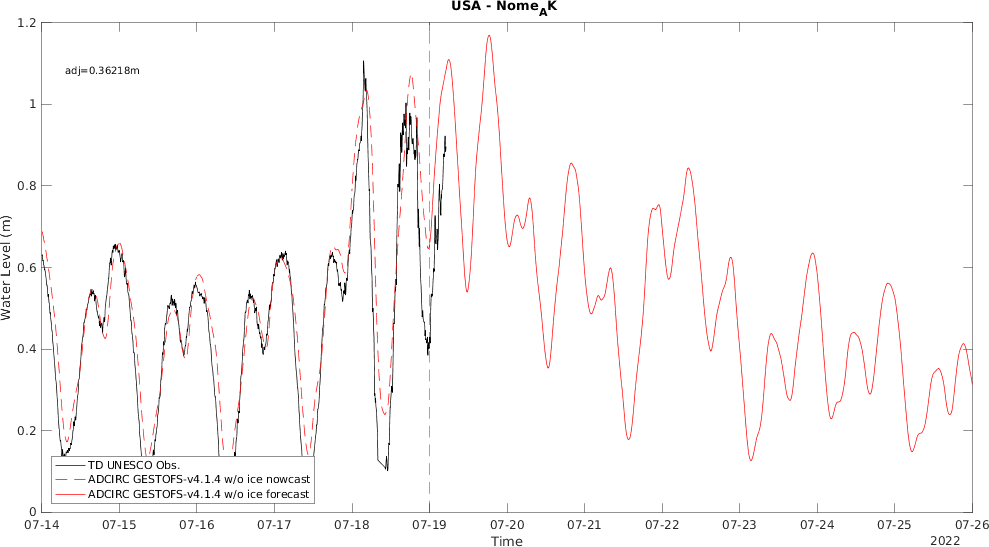 USA - Nome_AK
1.2
1
0.8
0.6
0.4
0.2
0
Water Level (m)
adj=0.36218m
TD UNESCO Obs.
ADCIRC GESTOFS-v4.1.4 w/o ice nowcast
ADCIRC GESTOFS-v4.1.4 w/o ice forecast
07-14 07-15 07-16 07-17 07-18 07-19 07-20 07-21 07-22 07-23 07-24 07-25 07-26
Time
2022